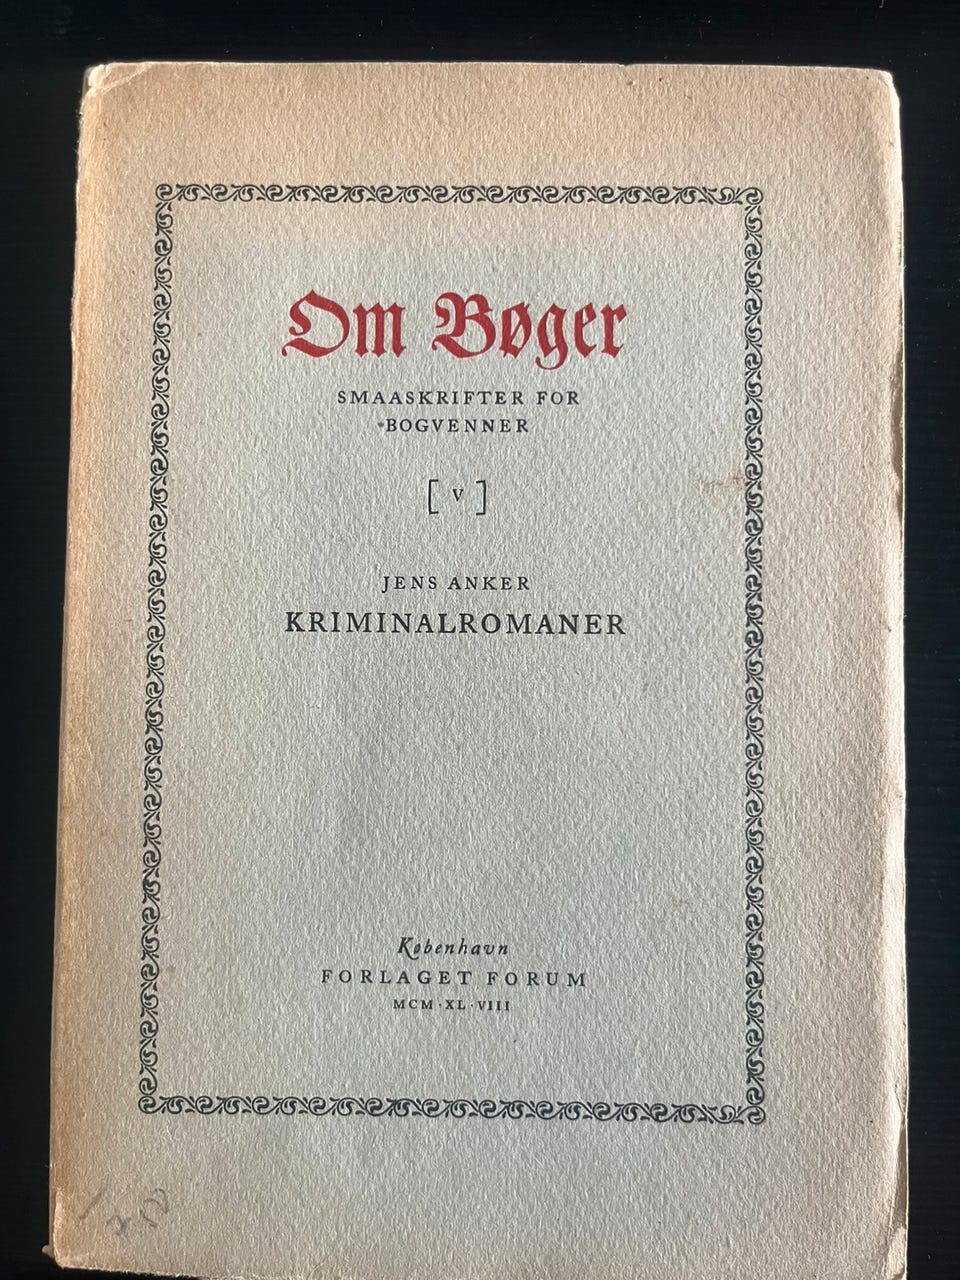 Om Bøger
SMAASKRIFTER FOR
BOGVENNER
[ V ]
JENS ANKER
KRIMINALROMANER
København
FORLAGET FORUM
MCM·XL·VIII